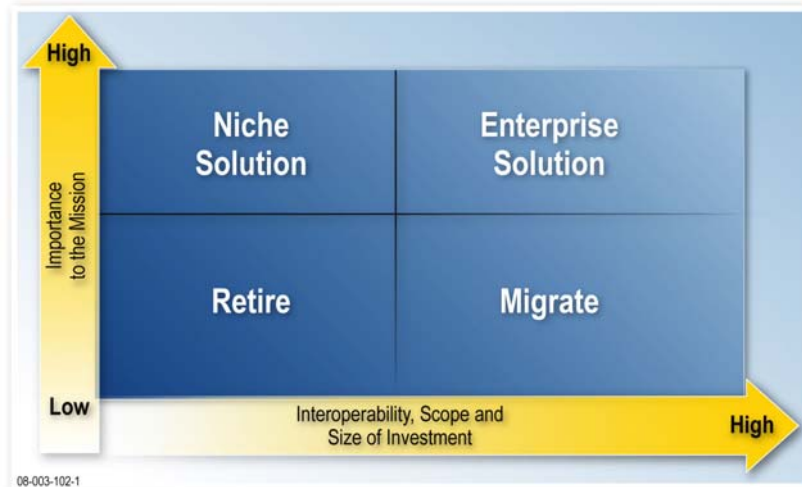 High
Niche
Solution
Enterprise
Solution
Importance
to the Mission
Retire
Migrate
Low
Interoperability, Scope and
Size of Investment
High
08-003-102-1